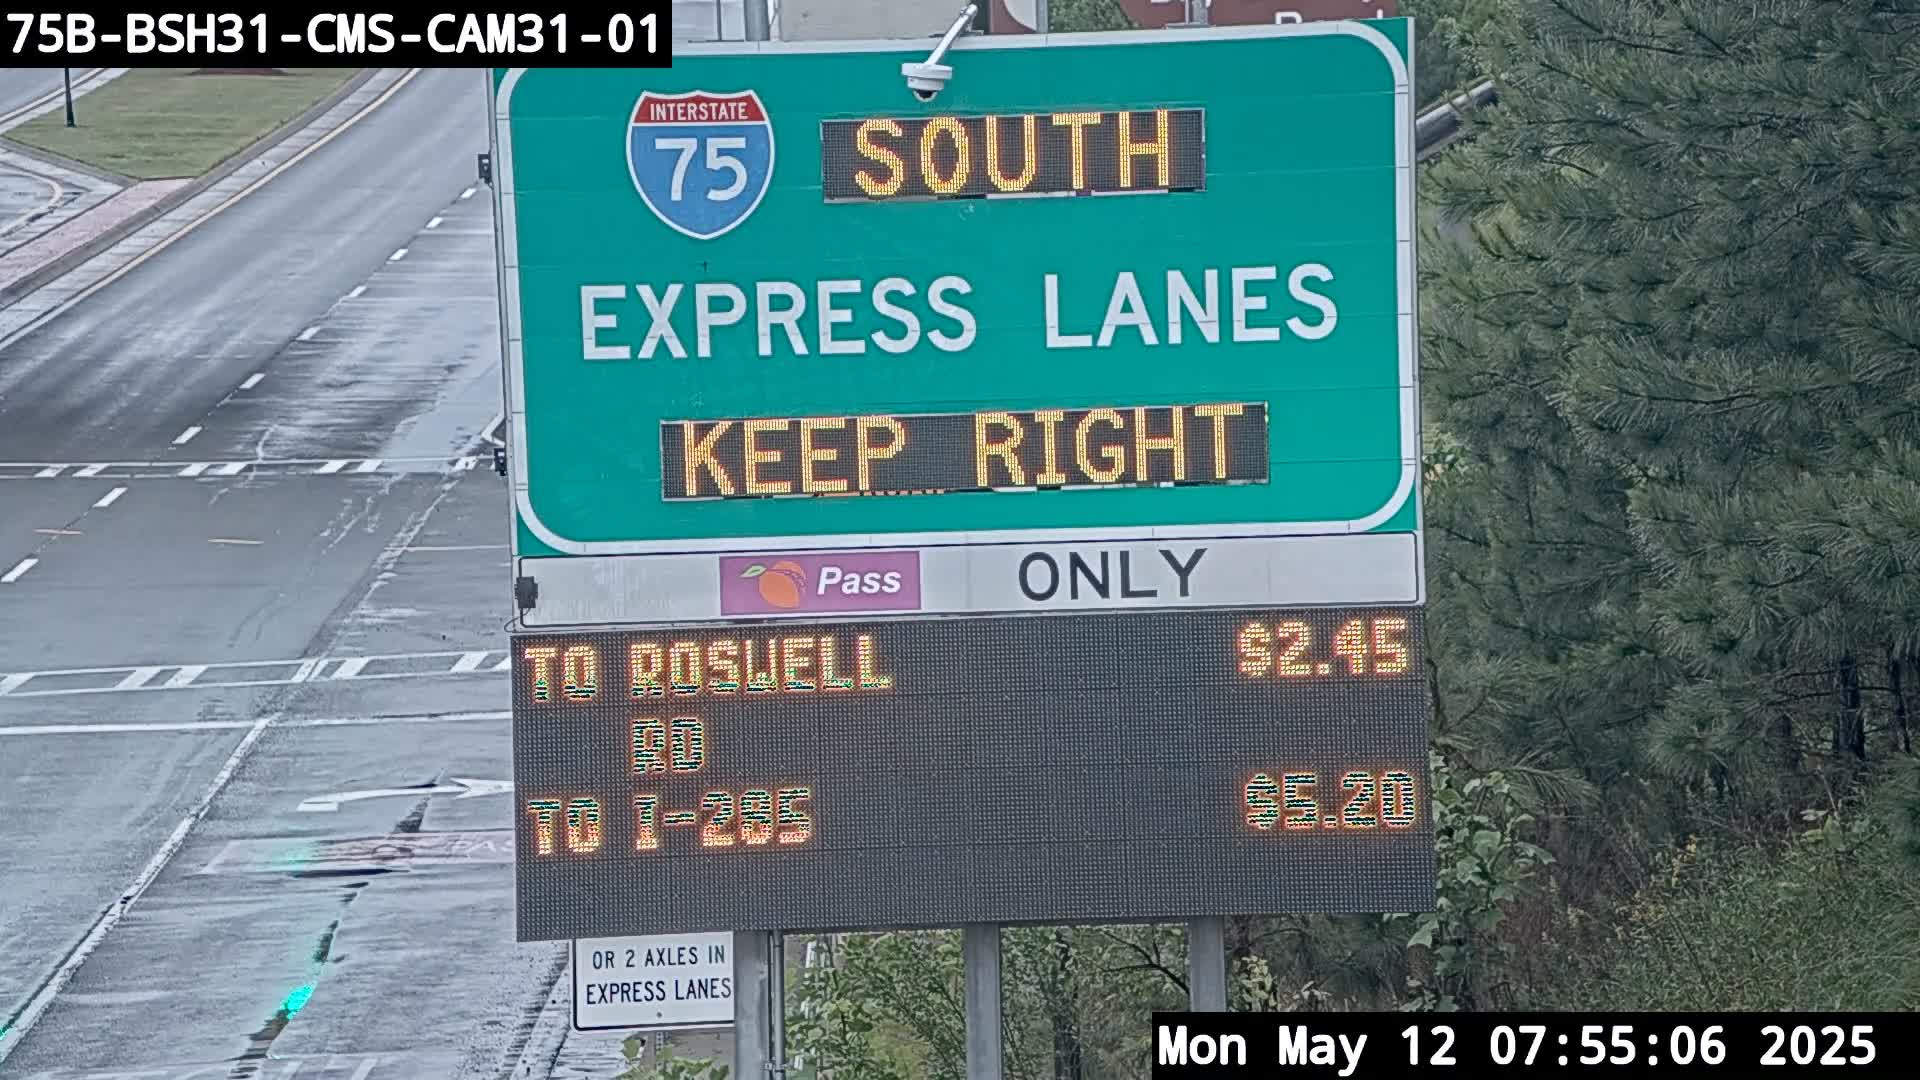 75B-BSH31-CMS-CAM31-01
INTERSTATE
75
SOUTH
EXPRESS LANES
KEEP RIGHT
Pass
ONLY
TO ROSWELL $2.45
RD
TO I-285 $5.20
OR 2 AXLES IN
EXPRESS LANES
Mon May 12 07:55:06 2025